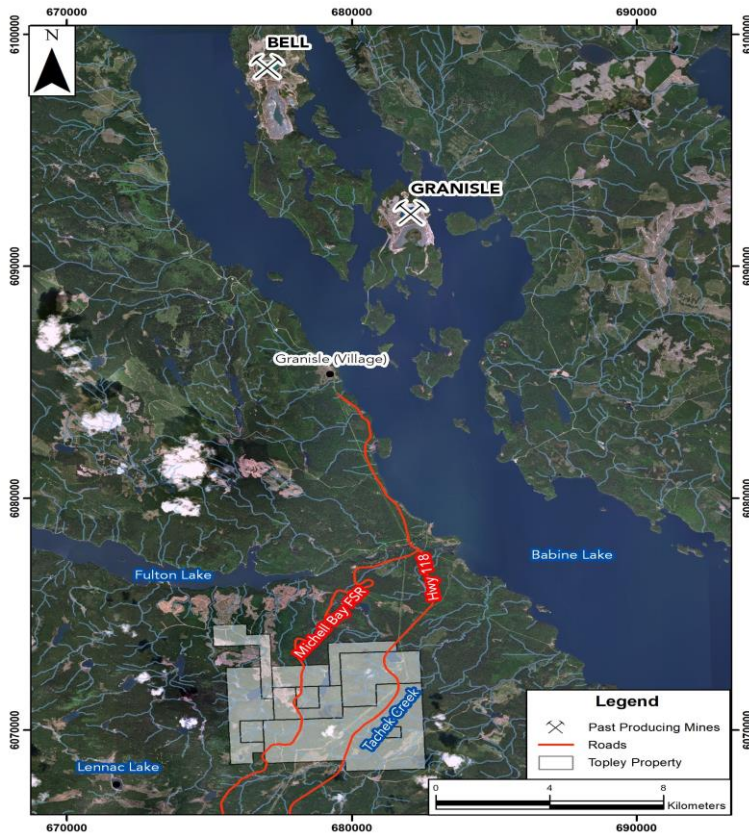 670000 680000 690000
6100000 6100000
N
BELL
GRANISLE
6090000 6090000
Granisle (Village)
6080000 6080000
Babine Lake
Fulton Lake
Hwy 118
Michell Bay FSR
Tachek Creek
6070000 6070000
Lennac Lake
Legend
Past Producing Mines
Roads
Topley Property
0 4 8
Kilometers
670000 680000 690000